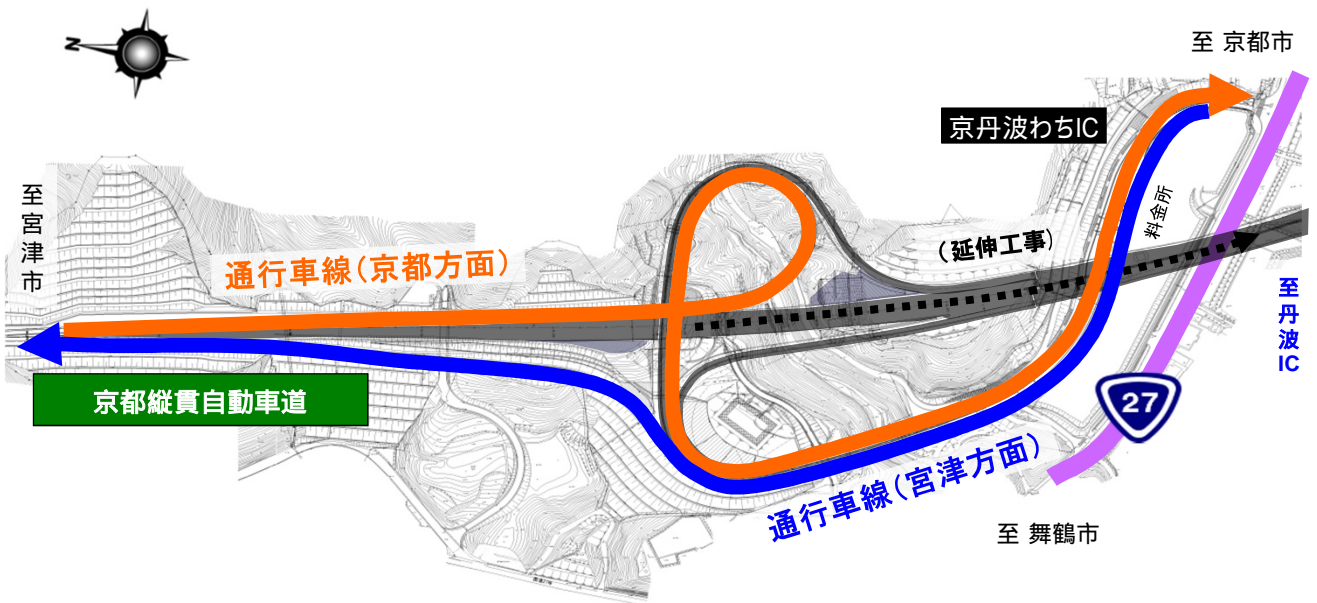 N
至 京都市
京丹波わちIC
至宮津市
料金所
(延伸工事)
通行車線(京都方面)
至丹波IC
京都縦貫自動車道
27
通行車線(宮津方面)
至 舞鶴市